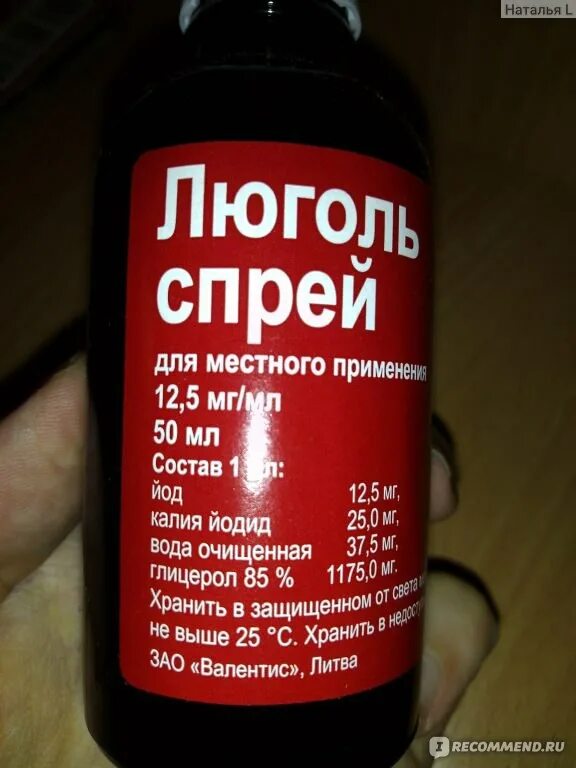 Наталья L
Люголь
спрей
для местного применения
12,5 мг/мл
50 мл
Состав 1 мл:
йод 12,5 мг,
калия йодид 25,0 мг,
вода очищенная 37,5 мг,
глицерол 85 % 1175,0 мг.
Хранить в защищенном от света
не выше 25 °C. Хранить в
ЗАО «Валентис», Литва
IRECOMMEND.RU